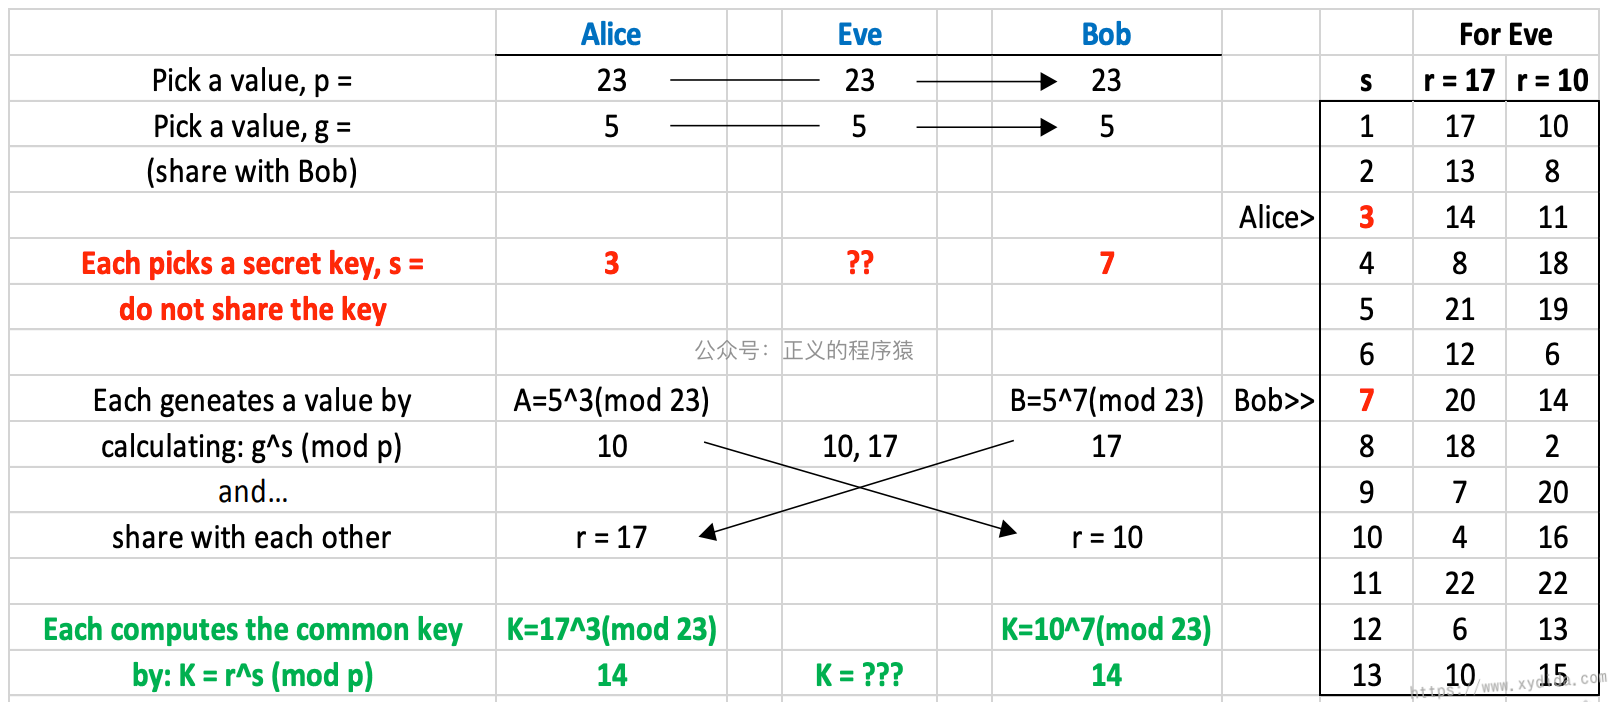 Alice Eve Bob For Eve
Pick a value, p = 23 23 23 s r = 17 r = 10
Pick a value, g = 5 5 5 1 17 10
(share with Bob) 2 13 8
Alice> 3 14 11
Each picks a secret key, s = 3 ?? 7 4 8 18
do not share the key 5 21 19
6 12 6
公众号：正义的程序猿
Each geneates a value by A=5^3(mod 23) B=5^7(mod 23) Bob>> 7 20 14
calculating: g^s (mod p) 10 10, 17 17 8 18 2
and... 9 7 20
share with each other r = 17 r = 10 10 4 16
11 22 22
Each computes the common key K=17^3(mod 23) K=10^7(mod 23) 12 6 13
by: K = r^s (mod p) 14 K = ??? 14 13 10 15
https://www.xydida.com